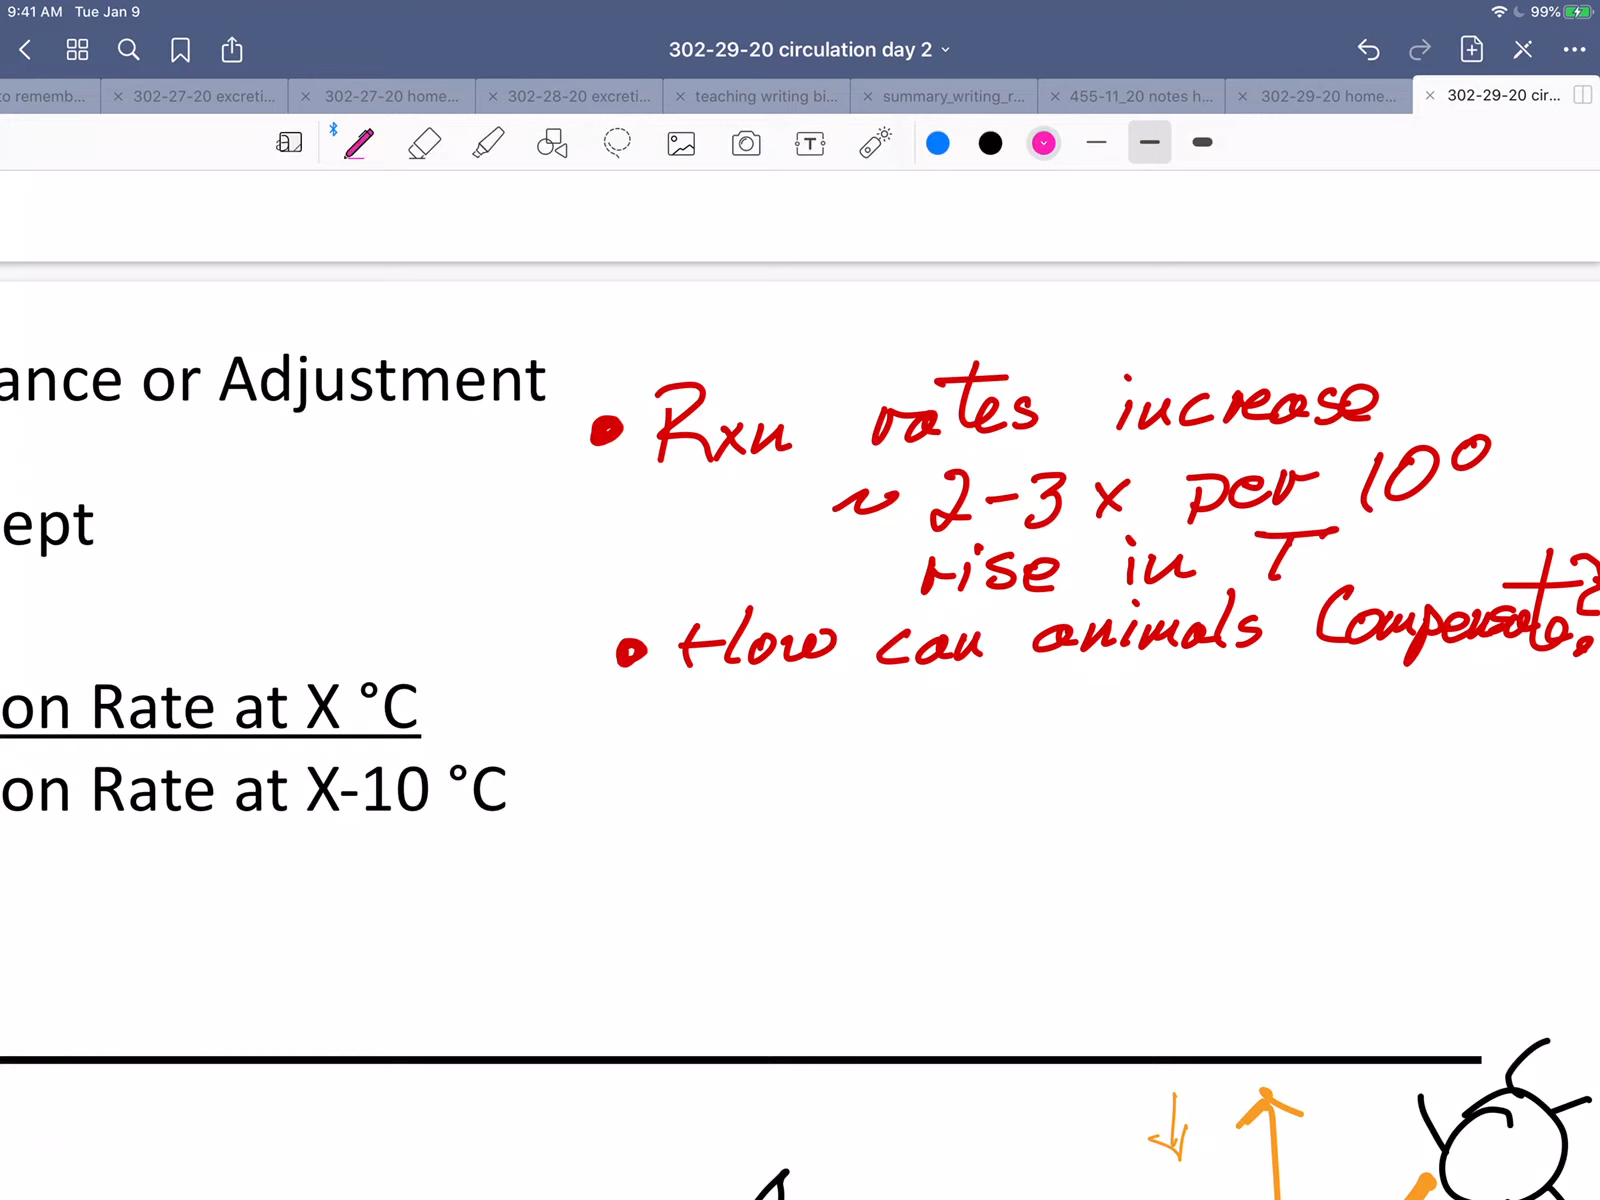 9:41 AM Tue Jan 9
99%
302-29-20 circulation day 2
to rememb...
302-27-20 excreti...
302-27-20 home...
302-28-20 excreti...
teaching writing bi...
summary_writing_r...
455-11_20 notes h...
302-29-20 home...
302-29-20 cir...
ance or Adjustment
• Rxn rates increase
~ 2-3 x per 10°
ept
rise in T
• How can animals Compensate?
on Rate at X °C
on Rate at X-10 °C